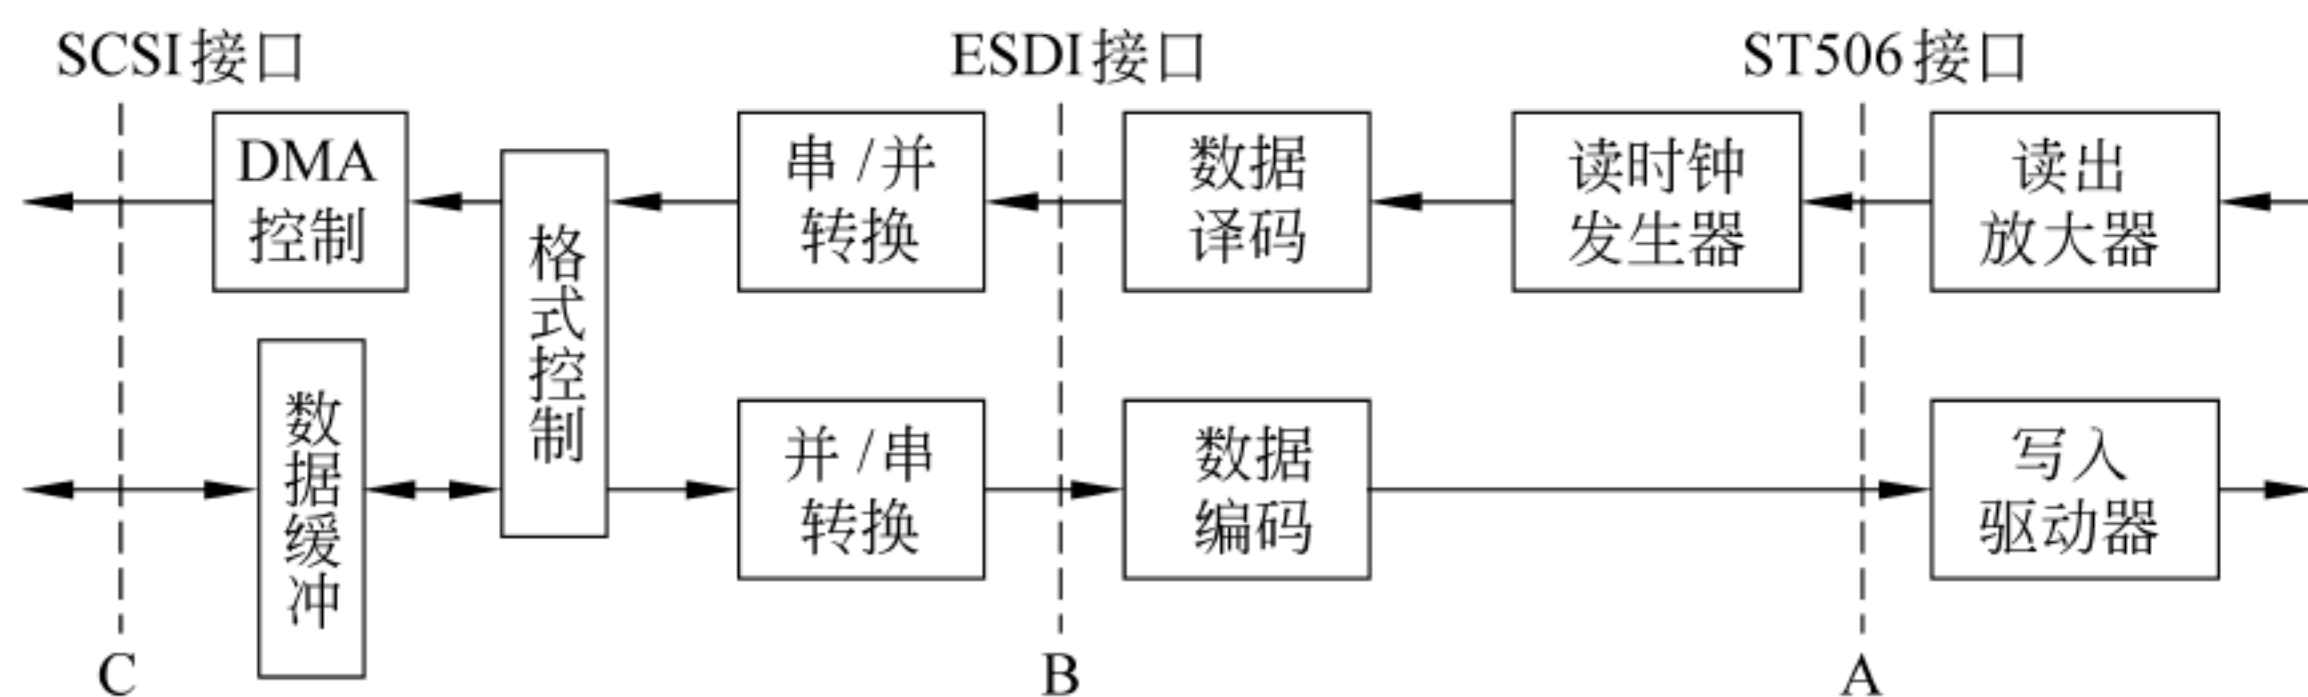 SCSI接口
ESDI接口
ST506接口
DMA
控制
格式控制
串/并
转换
数据
译码
读时钟
发生器
读出
放大器
数据缓冲
并/串
转换
数据
编码
写入
驱动器
C
B
A